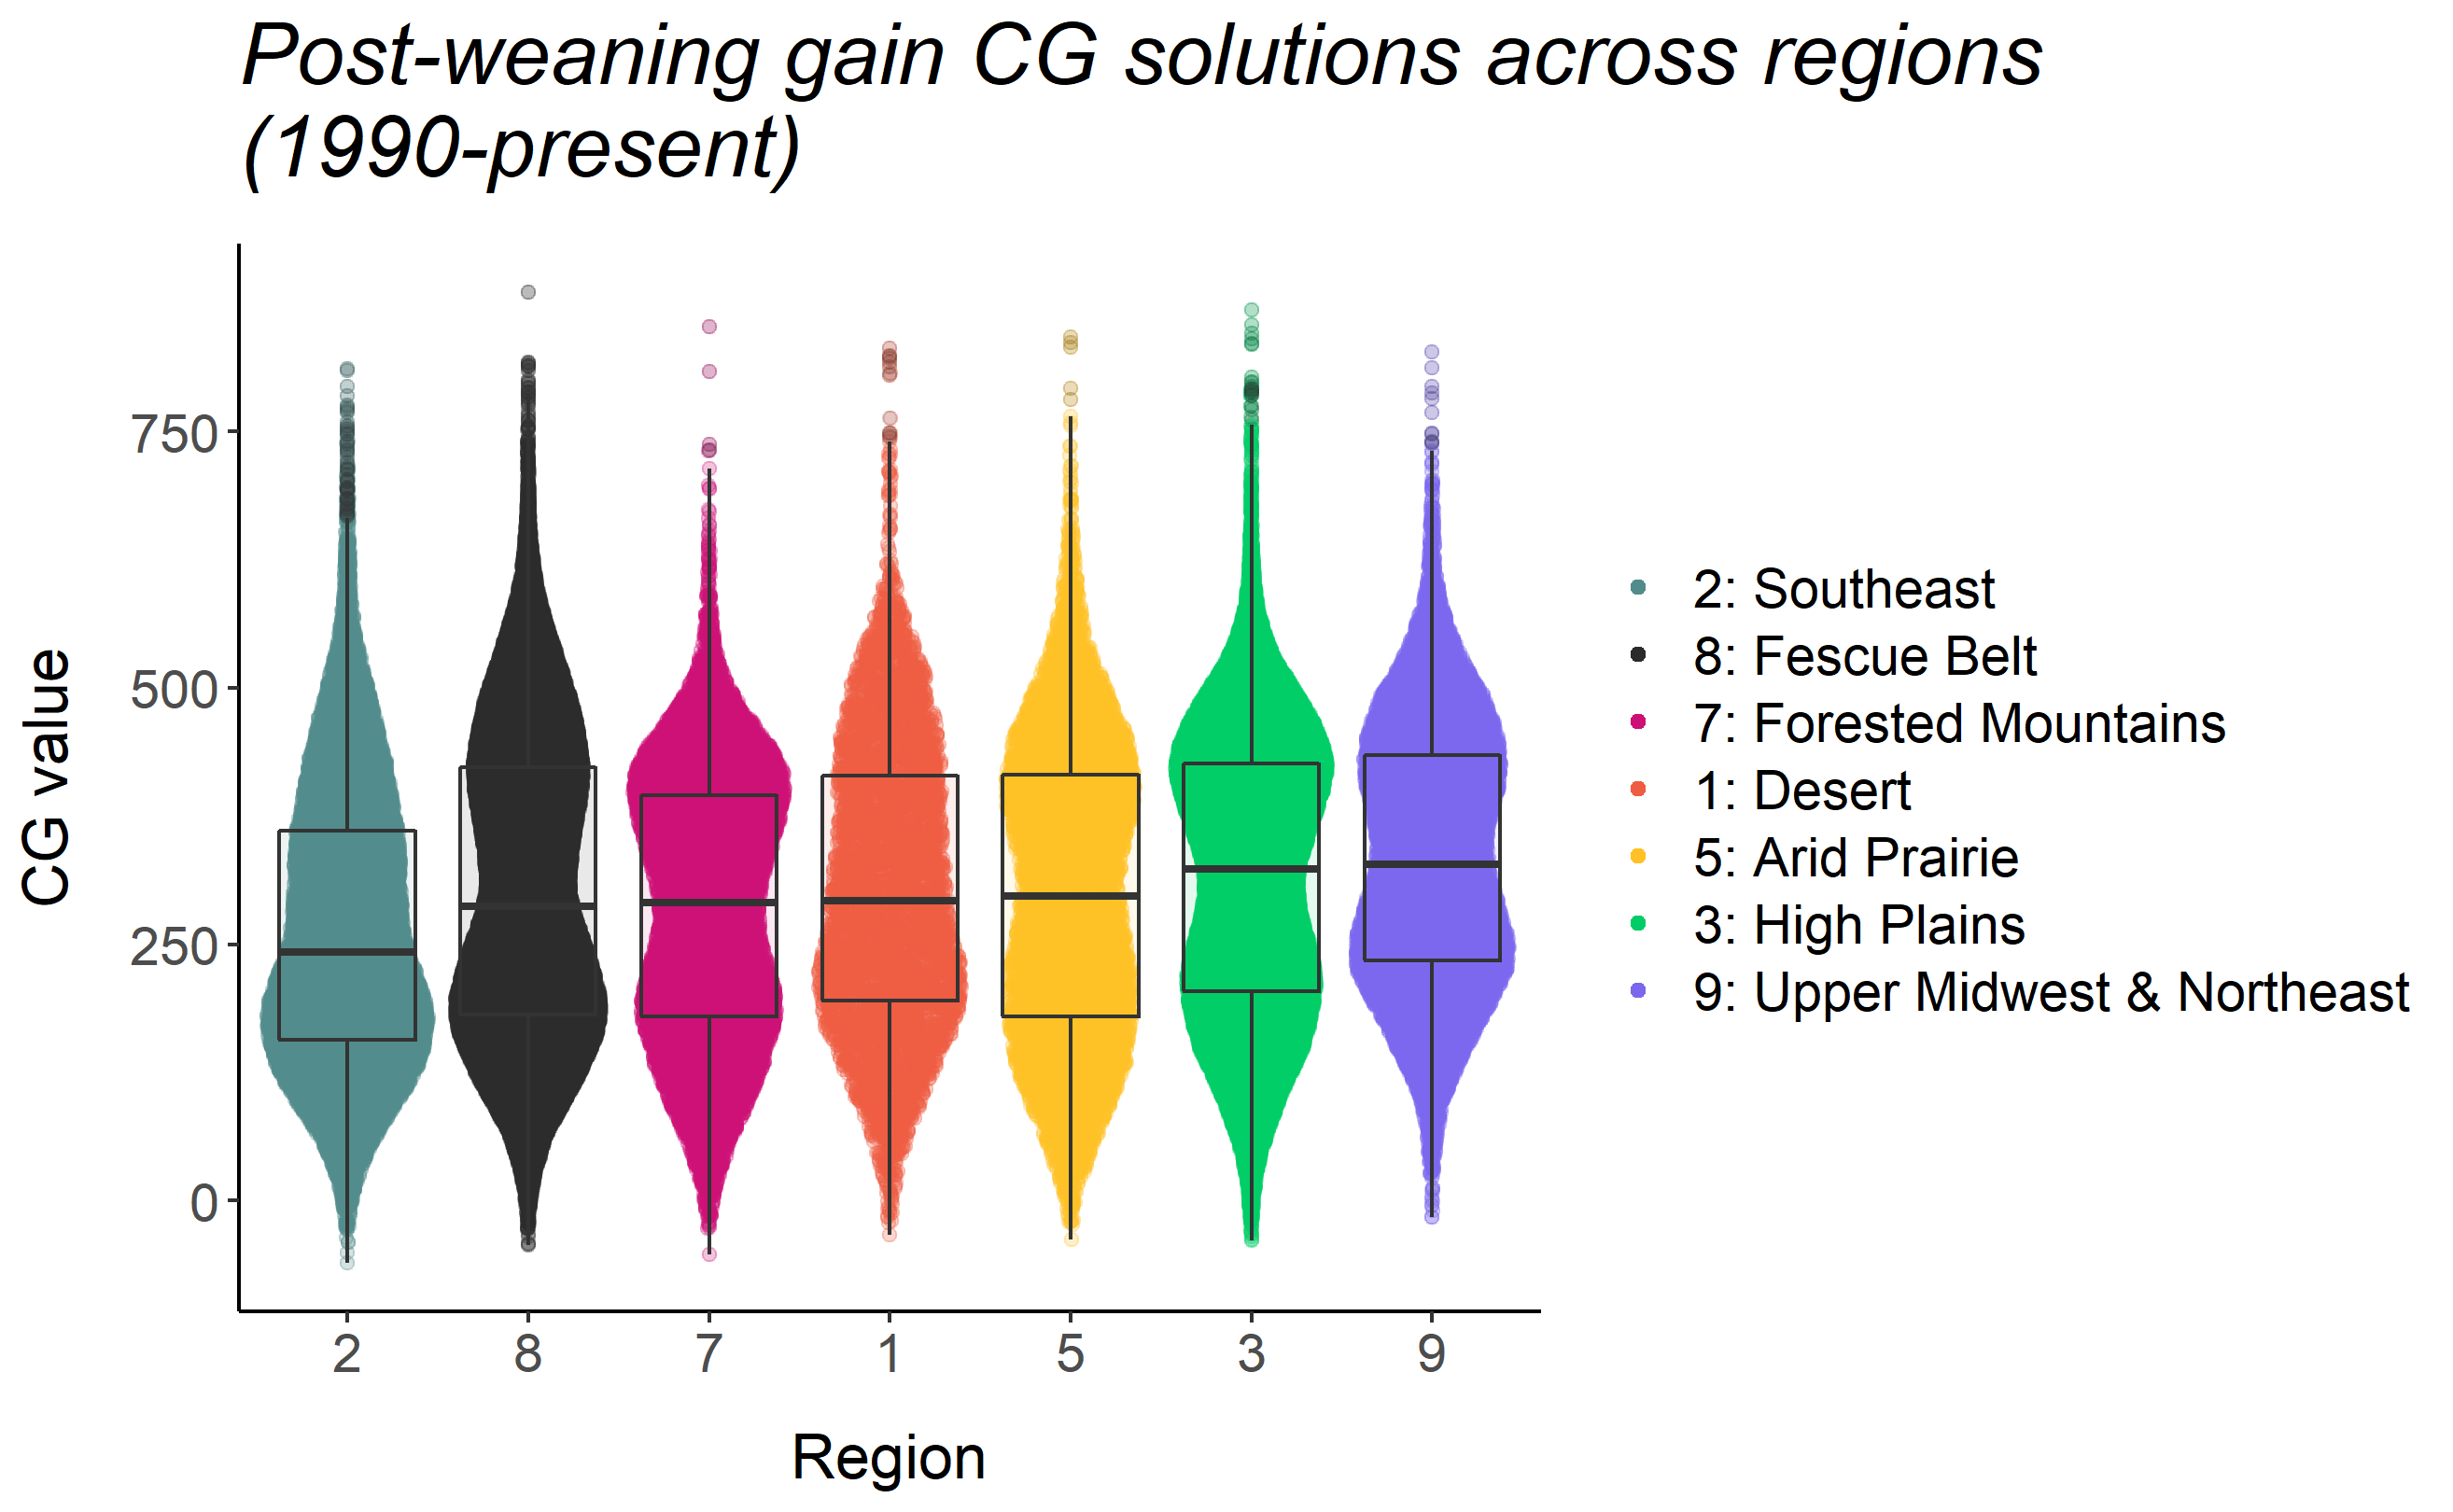 Post-weaning gain CG solutions across regions
(1990-present)
CG value
750
500
250
0
2 8 7 1 5 3 9
Region
2: Southeast
8: Fescue Belt
7: Forested Mountains
1: Desert
5: Arid Prairie
3: High Plains
9: Upper Midwest & Northeast